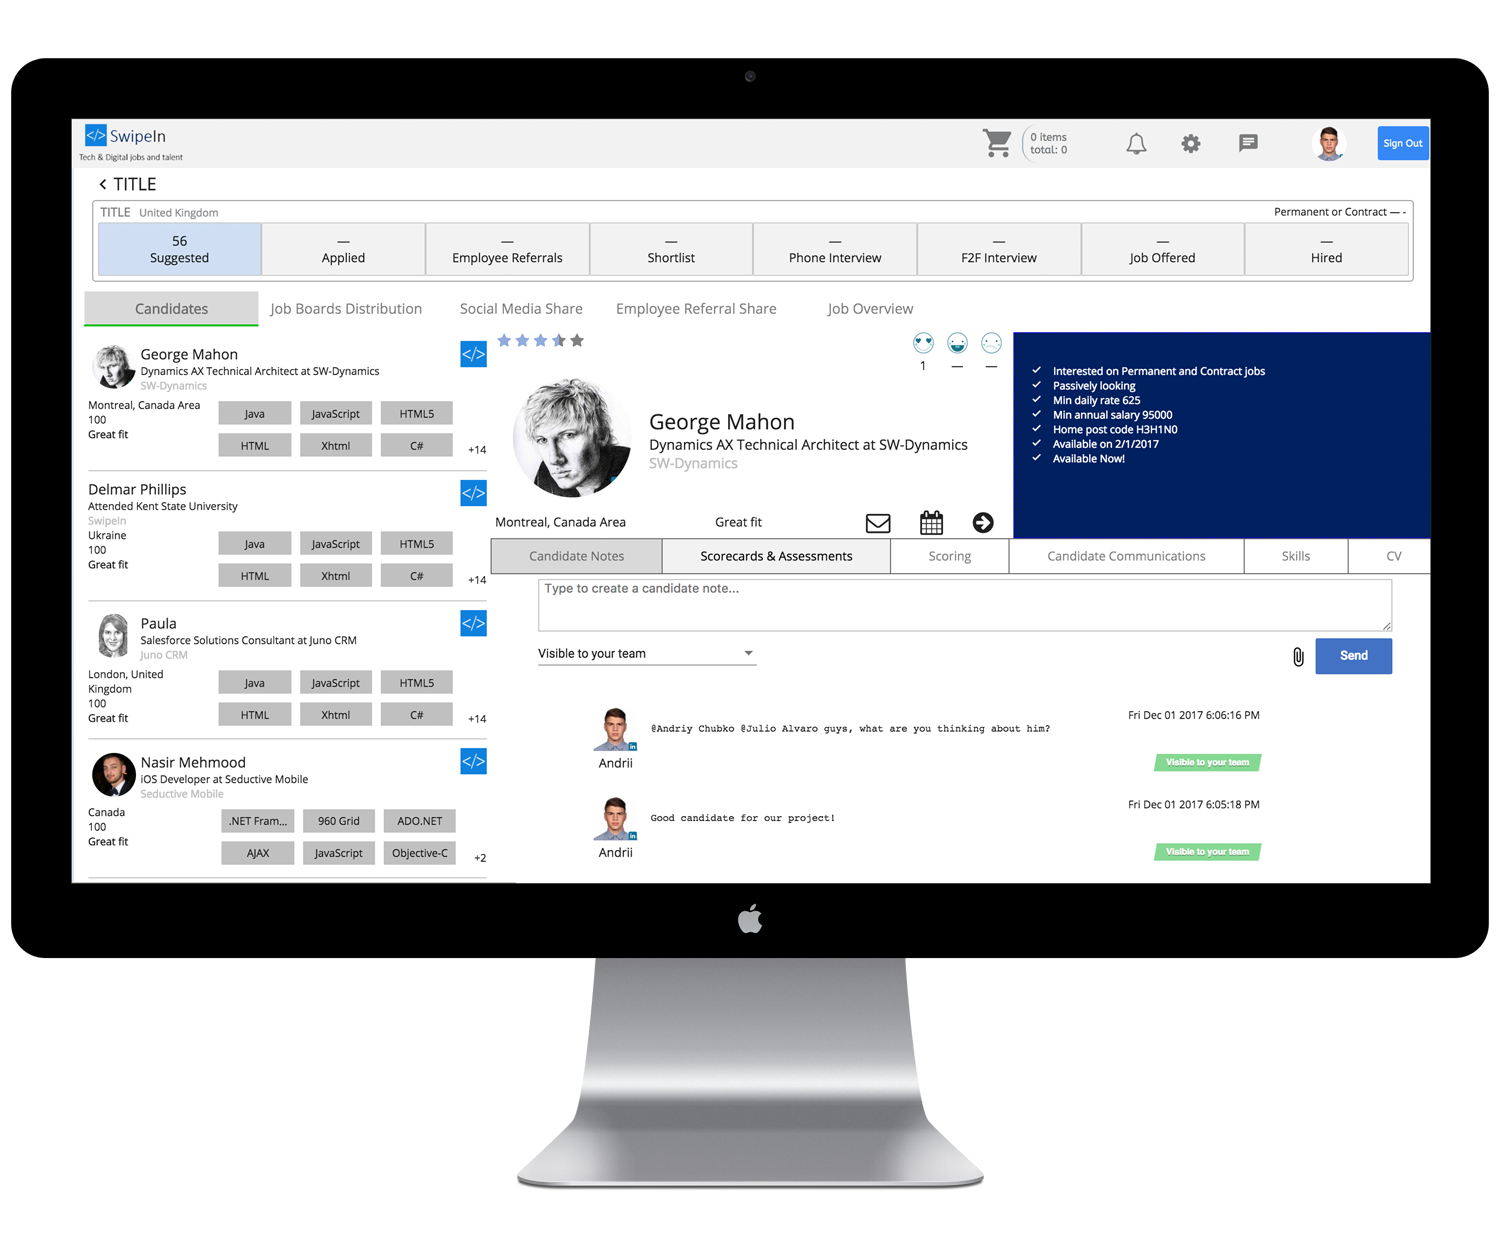 </> SwipeIn
Tech & Digital jobs and talent
0 items
total: 0
Sign Out
TITLE
TITLE United Kingdom
Permanent or Contract — -
56
Suggested
—
Applied
—
Employee Referrals
—
Shortlist
—
Phone Interview
—
F2F Interview
—
Job Offered
—
Hired
Candidates
Job Boards Distribution
Social Media Share
Employee Referral Share
Job Overview
George Mahon
</>
Dynamics AX Technical Architect at SW-Dynamics
SW-Dynamics
Montreal, Canada Area
100
Great fit
Java JavaScript HTML5
HTML Xhtml C# +14
Delmar Phillips
</>
Attended Kent State University
SwipeIn
Ukraine
100
Great fit
Java JavaScript HTML5
HTML Xhtml C# +14
Paula
</>
Salesforce Solutions Consultant at Juno CRM
Juno CRM
London, United
Kingdom
100
Great fit
Java JavaScript HTML5
HTML Xhtml C# +14
Nasir Mehmood
</>
iOS Developer at Seductive Mobile
Seductive Mobile
Canada
100
Great fit
.NET Fram... 960 Grid ADO.NET
AJAX JavaScript Objective-C +2
1 — —
George Mahon
Dynamics AX Technical Architect at SW-Dynamics
SW-Dynamics
Montreal, Canada Area
Great fit
Interested on Permanent and Contract jobs
Passively looking
Min daily rate 625
Min annual salary 95000
Home post code H3H1N0
Available on 2/1/2017
Available Now!
Candidate Notes
Scorecards & Assessments
Scoring
Candidate Communications
Skills
CV
Type to create a candidate note...
Visible to your team
Send
@Andriy Chubko @Julio Alvaro guys, what are you thinking about him?
Fri Dec 01 2017 6:06:16 PM
in
Andrii
Visible to your team
Good candidate for our project!
Fri Dec 01 2017 6:05:18 PM
in
Andrii
Visible to your team